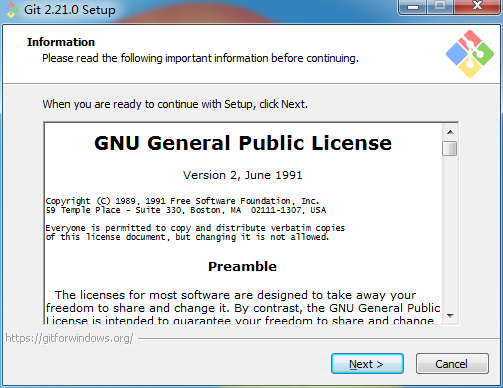 Git 2.21.0 Setup
Information
Please read the following important information before continuing.
When you are ready to continue with Setup, click Next.
GNU General Public License
Version 2, June 1991
Copyright (C) 1989, 1991 Free Software Foundation, Inc.
59 Temple Place - Suite 330, Boston, MA  02111-1307, USA
Everyone is permitted to copy and distribute verbatim copies
of this license document, but changing it is not allowed.
Preamble
The licenses for most software are designed to take away your
freedom to share and change it. By contrast, the GNU General Public
License is intended to guarantee your freedom to share and change
https://gitforwindows.org/
Next >
Cancel